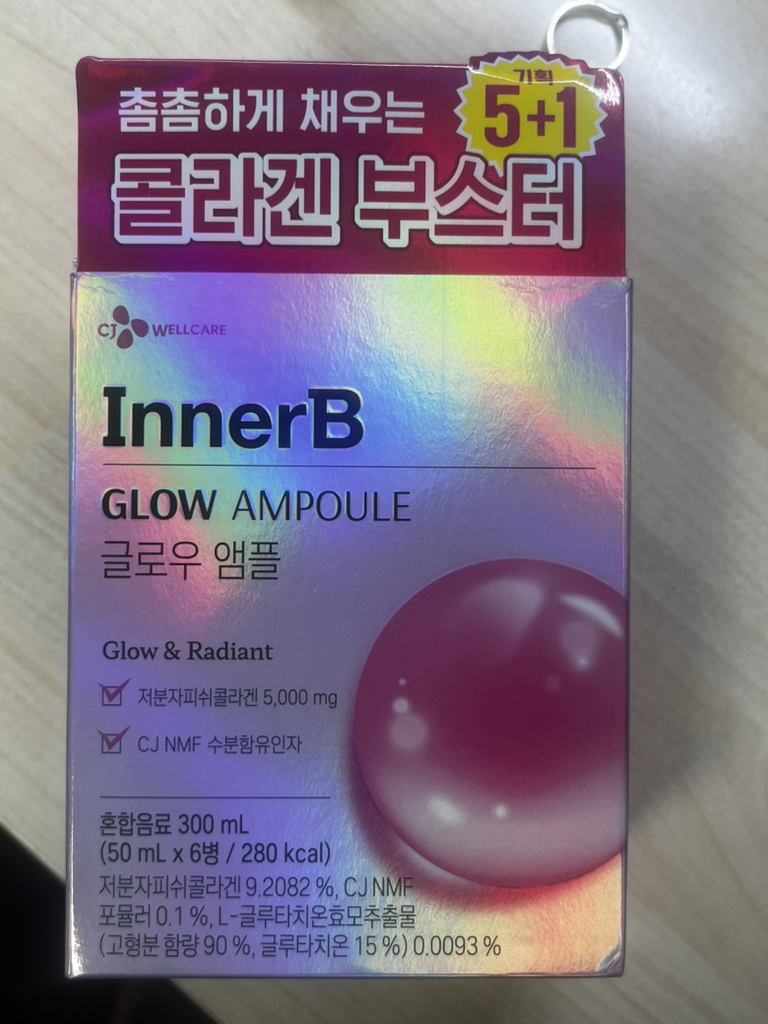 기획
5+1
촘촘하게 채우는
콜라겐 부스터
CJ WELLCARE
InnerB
GLOW AMPOULE
글로우 앰플
Glow & Radiant
저분자피쉬콜라겐 5,000 mg
CJ NMF 수분함유인자
혼합음료 300 mL
(50 mL x 6병 / 280 kcal)
저분자피쉬콜라겐 9.2082 %, CJ NMF
포뮬러 0.1 %, L-글루타치온효모추출물
(고형분 함량 90 %, 글루타치온 15 %) 0.0093 %